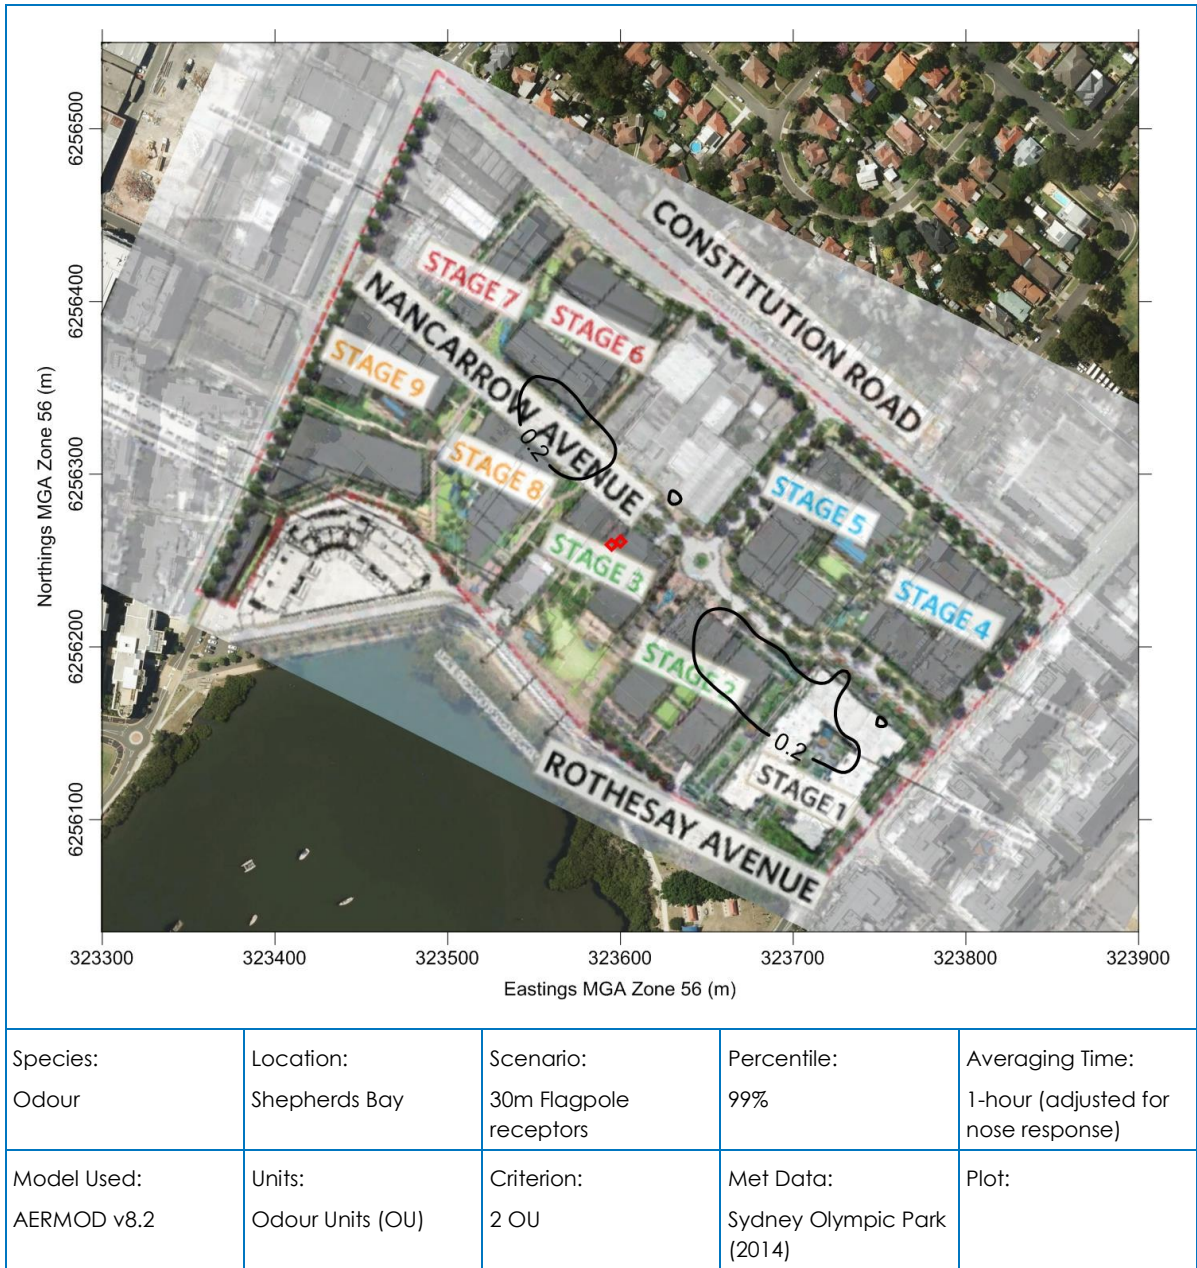 6256500
6256400
6256300
6256200
6256100
Northings MGA Zone 56 (m)
CONSTITUTION ROAD
STAGE 7
STAGE 6
NANCARROW AVENUE
STAGE 9
0.2
STAGE 8
STAGE 5
STAGE 3
STAGE 4
STAGE 2
0.2
STAGE 1
ROTHESAY AVENUE
323300
323400
323500
323600
323700
323800
323900
Eastings MGA Zone 56 (m)
Species:
Odour
Location:
Shepherds Bay
Scenario:
30m Flagpole
receptors
Percentile:
99%
Averaging Time:
1-hour (adjusted for
nose response)
Model Used:
AERMOD v8.2
Units:
Odour Units (OU)
Criterion:
2 OU
Met Data:
Sydney Olympic Park
(2014)
Plot: